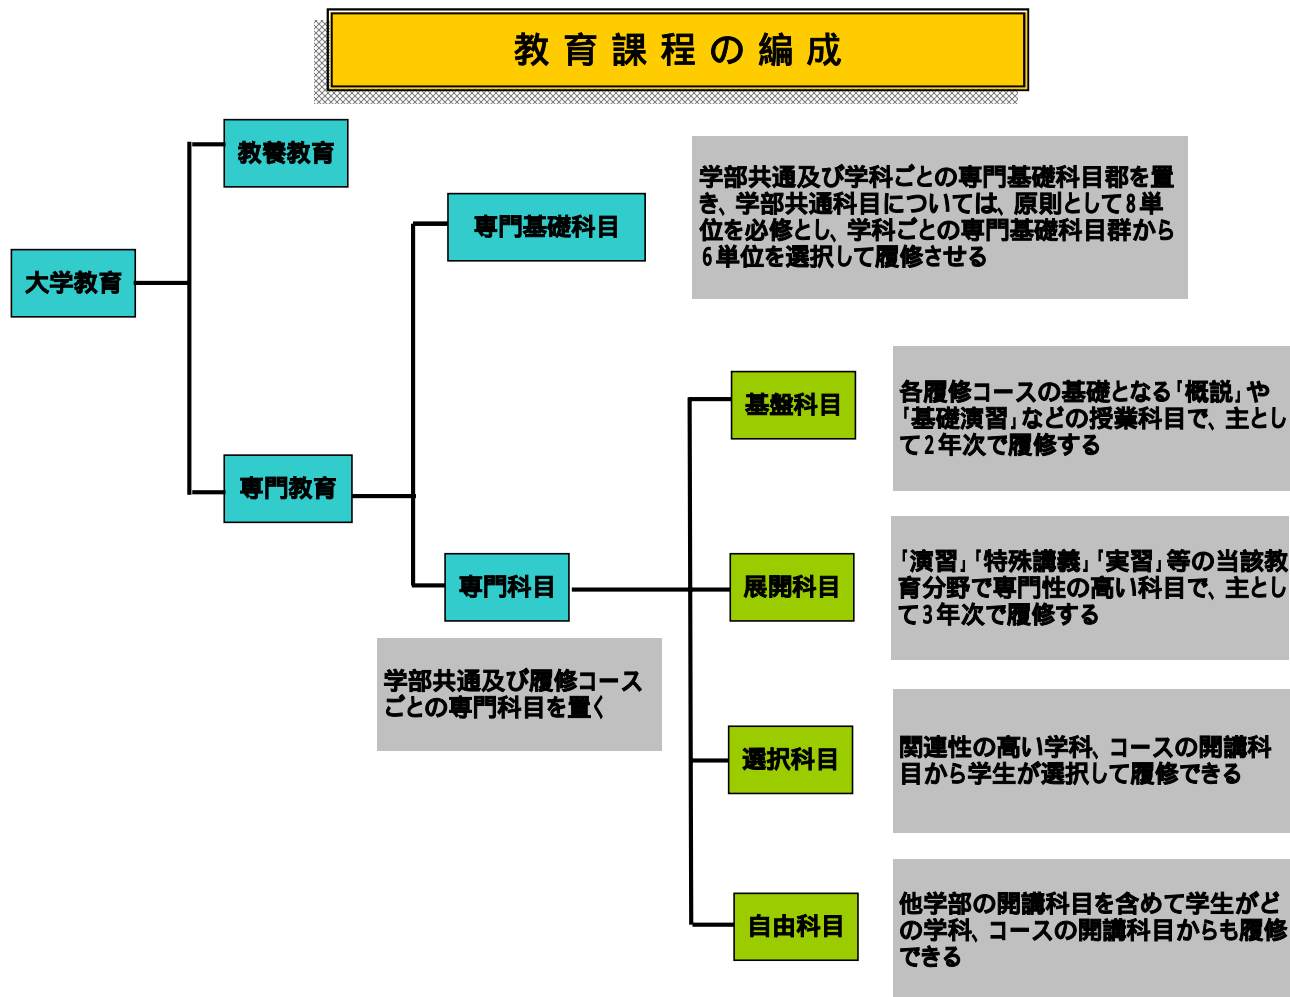 教育課程の編成
教養教育
学部共通及び学科ごとの専門基礎科目郡を置
き、学部共通科目については、原則として8単
位を必修とし、学科ごとの専門基礎科目群から
6単位を選択して履修させる
専門基礎科目
大学教育
基盤科目
各履修コースの基礎となる「概説」や
「基礎演習」などの授業科目で、主とし
て2年次で履修する
専門教育
専門科目
展開科目
「演習」「特殊講義」「実習」等の当該教
育分野で専門性の高い科目で、主とし
て3年次で履修する
学部共通及び履修コース
ごとの専門科目を置く
選択科目
関連性の高い学科、コースの開講科
目から学生が選択して履修できる
自由科目
他学部の開講科目を含めて学生がど
の学科、コースの開講科目からも履修
できる